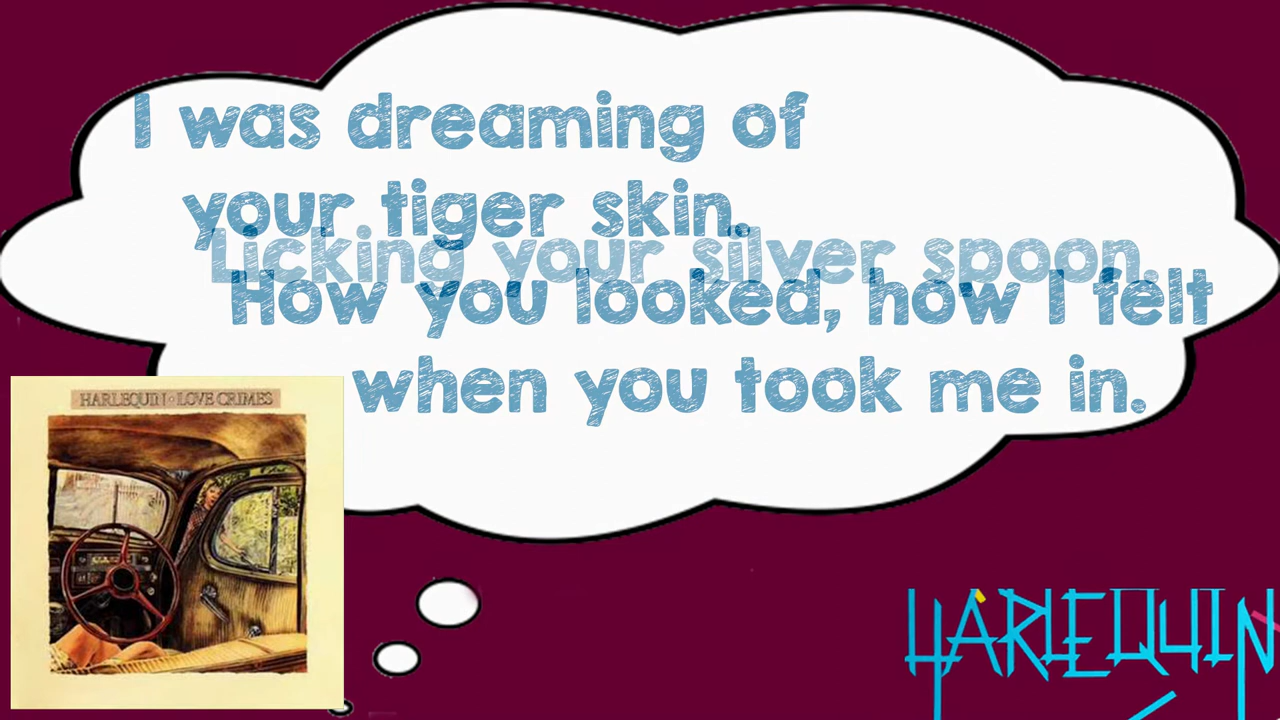 I was dreaming of
your tiger skin.
Licking your silver spoon.
How you looked, how I felt
when you took me in.
HARLEQUIN · LOVE CRIMES
HARLEQUIN